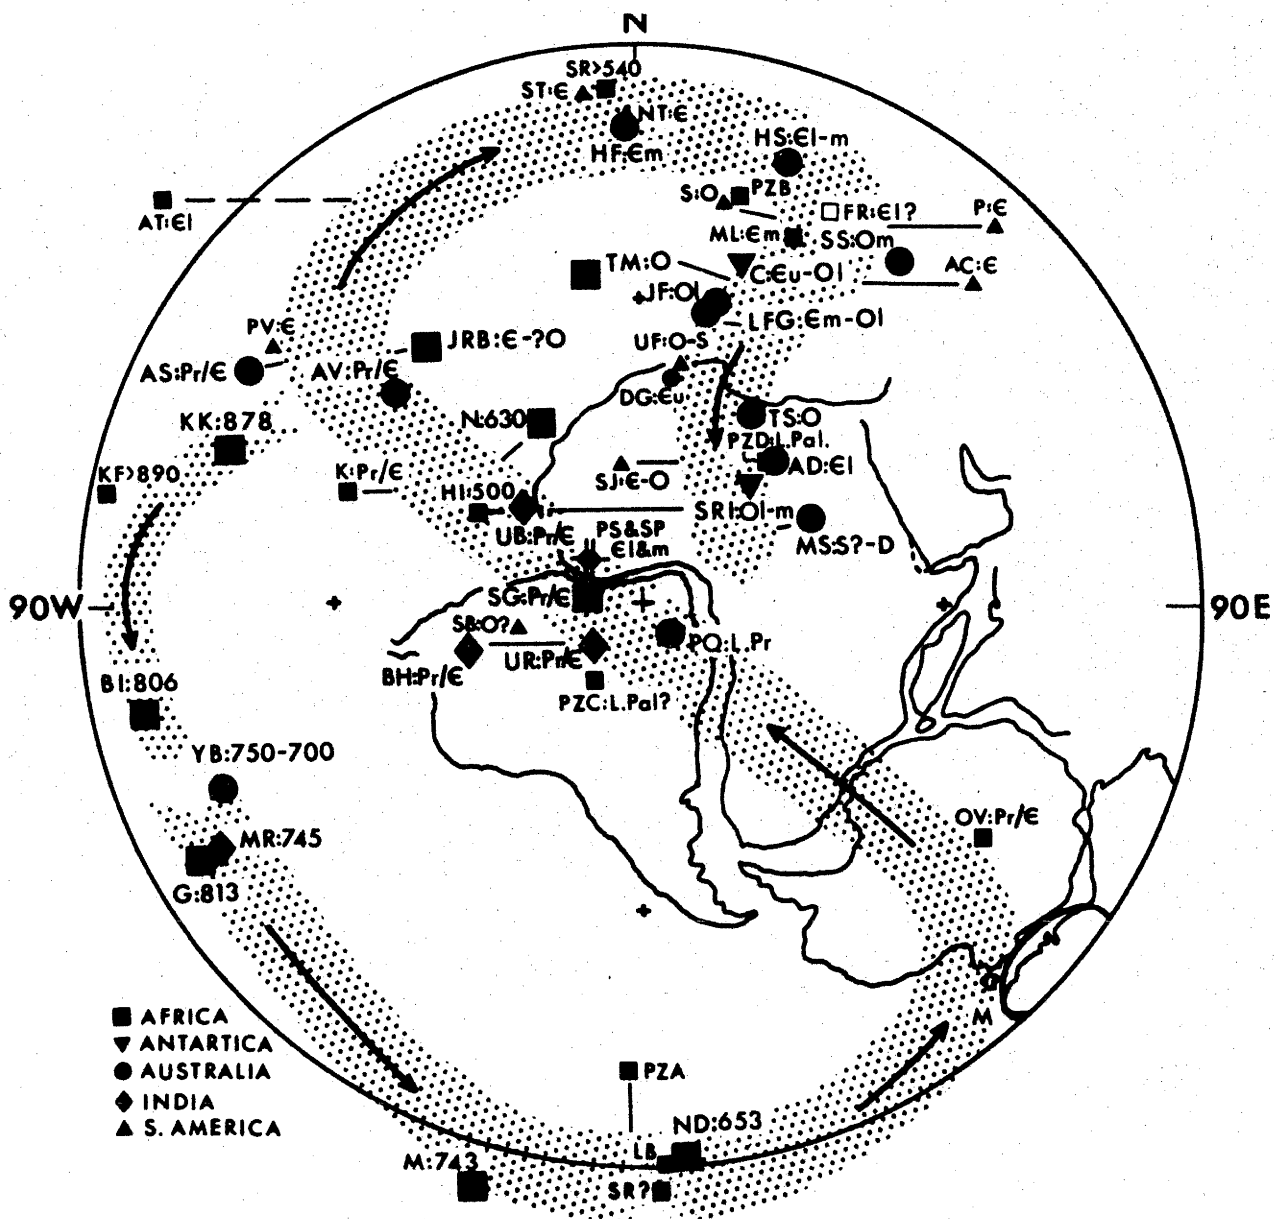 N
SR>540
ST:Є
NT:Є
HF:Єm
HS:Єl-m
S:O
PZB
FR:Єl?
P:Є
AT:Єl
ML:Єm
SS:Om
TM:O
C:Єu-Ol
AC:Є
JF:Ol
LFG:Єm-Ol
PV:Є
JRB:Є-?O
UF:O-S
AS:Pr/Є
AV:Pr/Є
DG:Єu
KK:878
N:630
TS:O
PZD:L.Pal.
KF>890
K:Pr/Є
AD:Єl
SJ:Є-O
HI:500
SRI:Ol-m
UB:Pr/Є
PS&SP
Єl&m
MS:S?-D
90W
SG:Pr/Є
90E
SB:O?
PQ:L.Pr
UR:Pr/Є
BH:Pr/Є
BI:806
PZC:L.Pal?
YB:750-700
OV:Pr/Є
MR:745
G:813
M
AFRICA
ANTARTICA
AUSTRALIA
INDIA
S. AMERICA
PZA
ND:653
LB
M:743
SR?